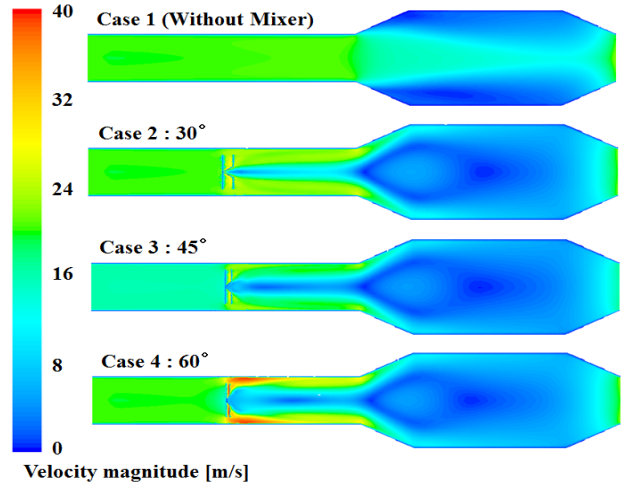 40
32
24
16
8
0
Case 1 (Without Mixer)
Case 2 : 30°
Case 3 : 45°
Case 4 : 60°
Velocity magnitude [m/s]